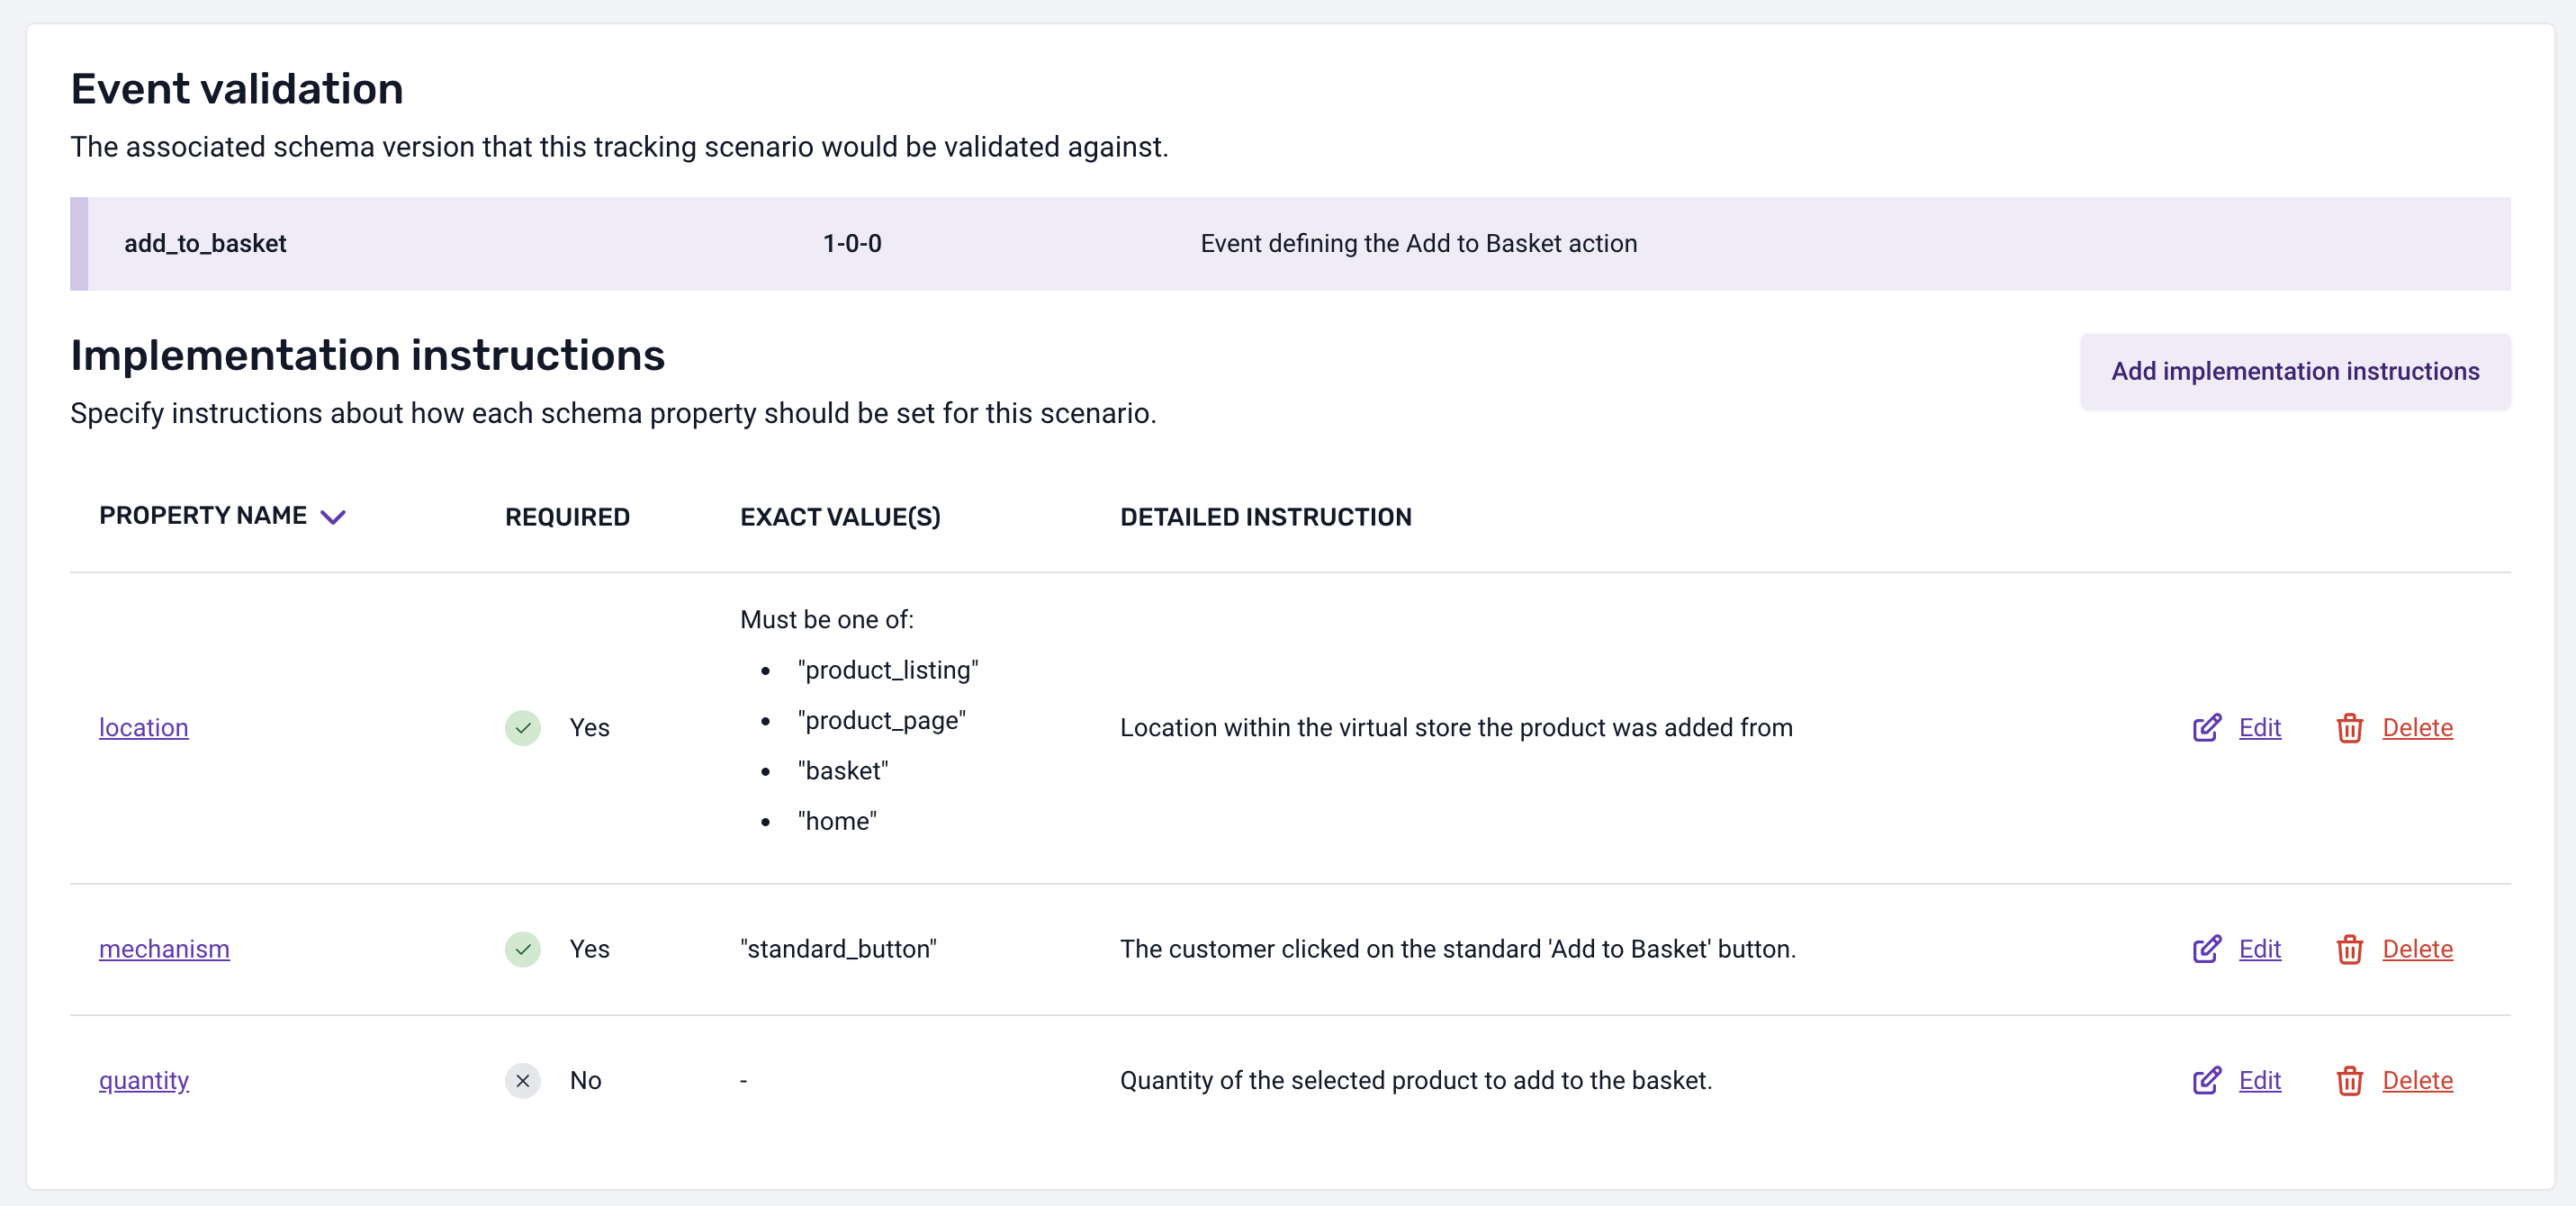 Event validation
The associated schema version that this tracking scenario would be validated against.
add_to_basket 1-0-0 Event defining the Add to Basket action
Implementation instructions
Add implementation instructions
Specify instructions about how each schema property should be set for this scenario.
PROPERTY NAME REQUIRED EXACT VALUE(S) DETAILED INSTRUCTION
Must be one of:
• "product_listing"
• "product_page"
location Yes Location within the virtual store the product was added from Edit Delete
• "basket"
• "home"
mechanism Yes "standard_button" The customer clicked on the standard 'Add to Basket' button. Edit Delete
quantity No - Quantity of the selected product to add to the basket. Edit Delete